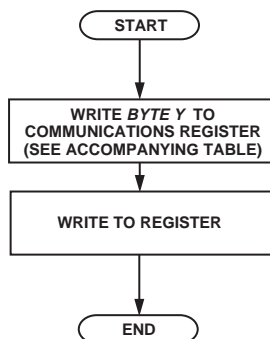 START
WRITE BYTE Y TO
COMMUNICATIONS REGISTER
(SEE ACCOMPANYING TABLE)
WRITE TO REGISTER
END